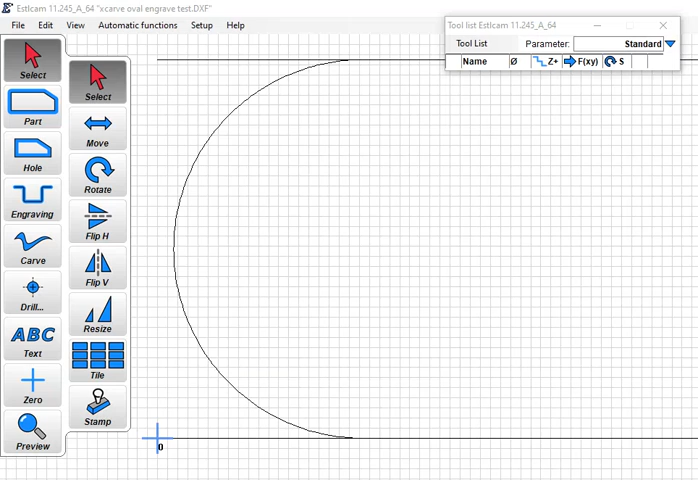 Estlcam 11.245_A_64 "xcarve oval engrave test.DXF"
File Edit View Automatic functions Setup Help
Tool list Estlcam 11.245_A_64
Tool List Parameter: Standard
Name Ø Z+ F(xy) S
Select
Part
Hole
Engraving
Carve
Drill...
ABC
Text
Zero
Preview
Select
Move
Rotate
Flip H
Flip V
Resize
Tile
Stamp
0